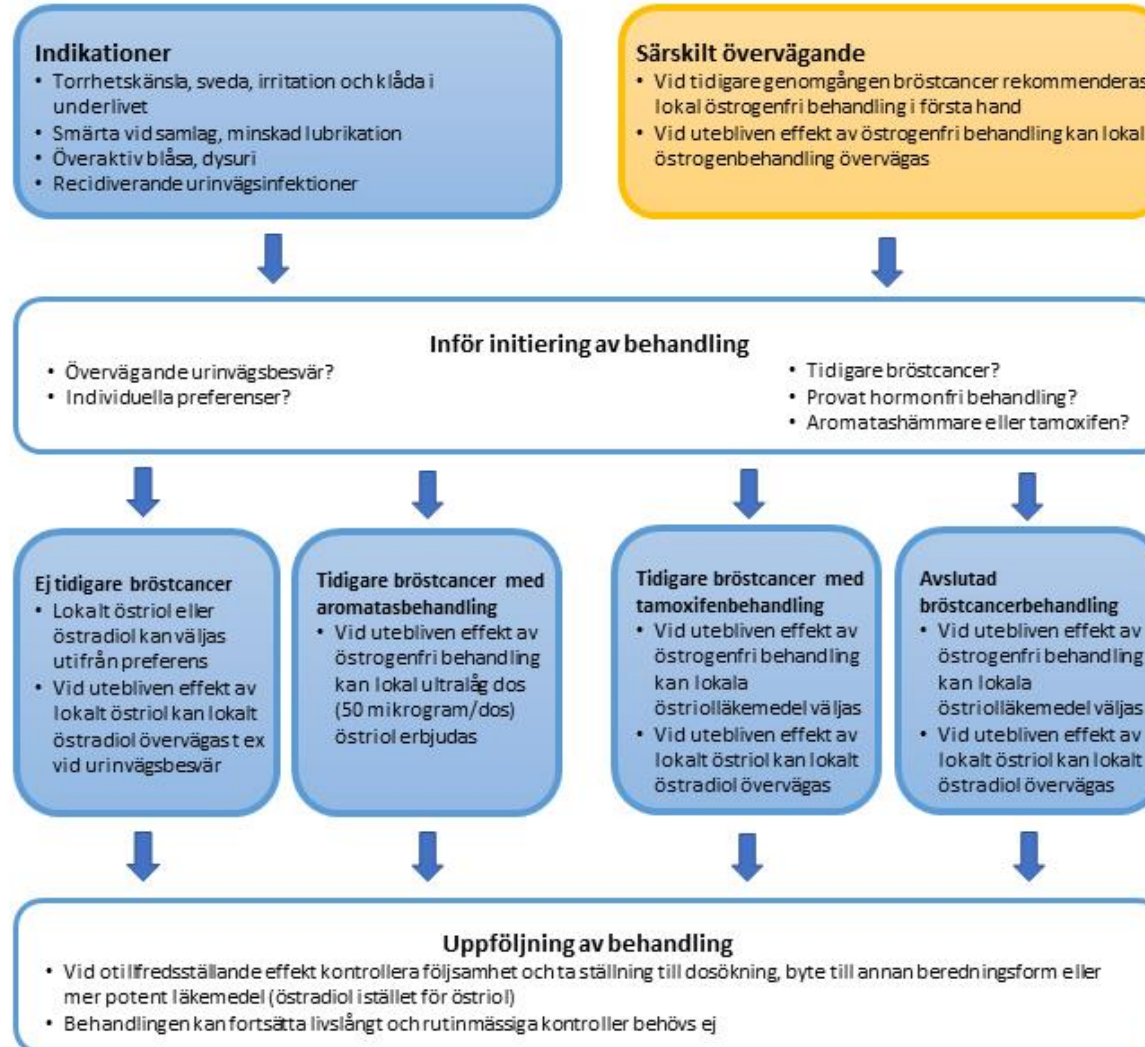 Indikationer
• Torrhetskänsla, sveda, irritation och klåda i
underlivet
• Smärta vid samlag, minskad lubrikation
• Överaktiv blåsa, dysuri
• Recidiverande urinvägsinfektioner
Särskilt övervägande
• Vid tidigare genomgången bröstcancer rekommenderas
lokal östrogenfri behandling i första hand
• Vid utebliven effekt av östrogenfri behandling kan lokal
östrogenbehandling övervägas
Inför initiering av behandling
• Övervägande urinvägsbesvär?
• Individuella preferenser?
• Tidigare bröstcancer?
• Provat hormonfri behandling?
• Aromatashämmare eller tamoxifen?
Ej tidigare bröstcancer
• Lokalt östriol eller
östradiol kan väljas
utifrån preferens
• Vid utebliven effekt av
lokalt östriol kan lokalt
östradiol övervägas t ex
vid urinvägsbesvär
Tidigare bröstcancer med
aromatasbehandling
• Vid utebliven effekt av
östrogenfri behandling
kan lokal ultralåg dos
(50 mikrogram/dos)
östriol erbjudas
Tidigare bröstcancer med
tamoxifenbehandling
• Vid utebliven effekt av
östrogenfri behandling
kan lokala
östriolläkemedel väljas
• Vid utebliven effekt av
lokalt östriol kan lokalt
östradiol övervägas
Avslutad
bröstcancerbehandling
• Vid utebliven effekt av
östrogenfri behandling
kan lokala
östriolläkemedel väljas
• Vid utebliven effekt av
lokalt östriol kan lokalt
östradiol övervägas
Uppföljning av behandling
• Vid otillfredsställande effekt kontrollera följsamhet och ta ställning till dosökning, byte till annan beredningsform eller
mer potent läkemedel (östradiol istället för östriol)
• Behandlingen kan fortsätta livslångt och rutinmässiga kontroller behövs ej